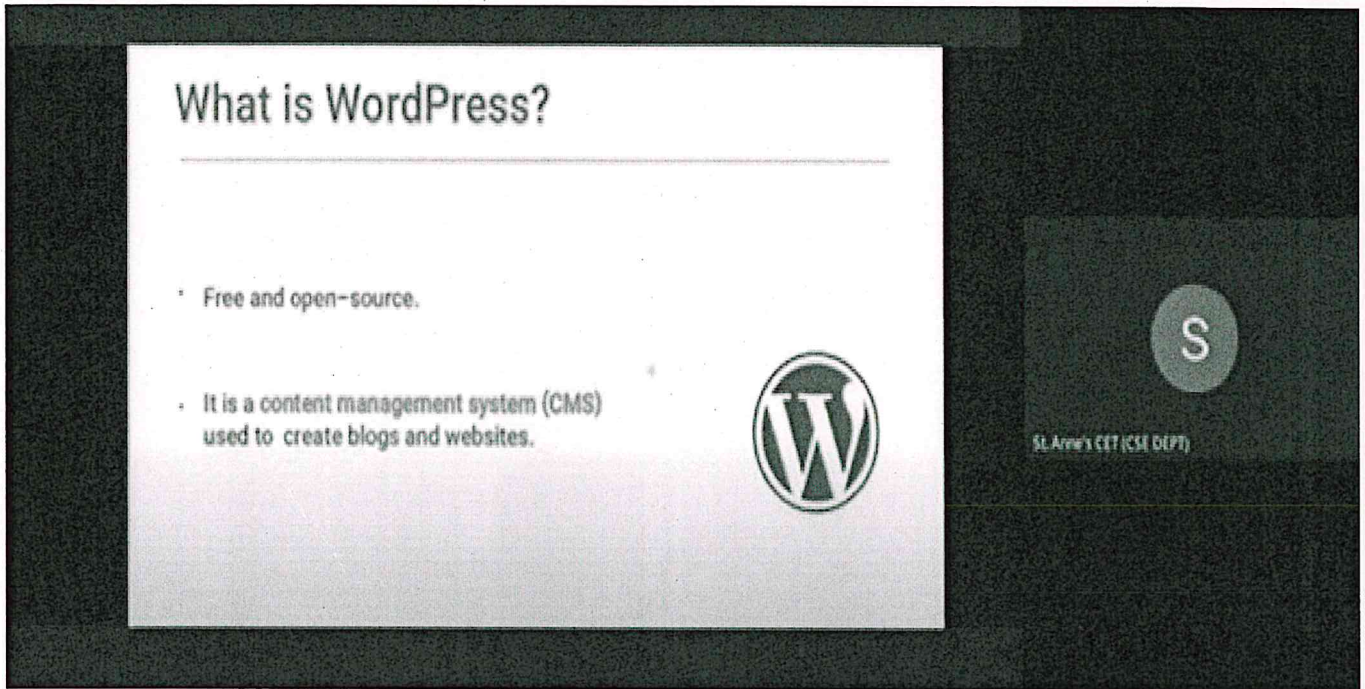 What is WordPress?
· Free and open-source.
· It is a content management system (CMS)
used to create blogs and websites.
W
S
St. Anne's CET (CSE DEPT)